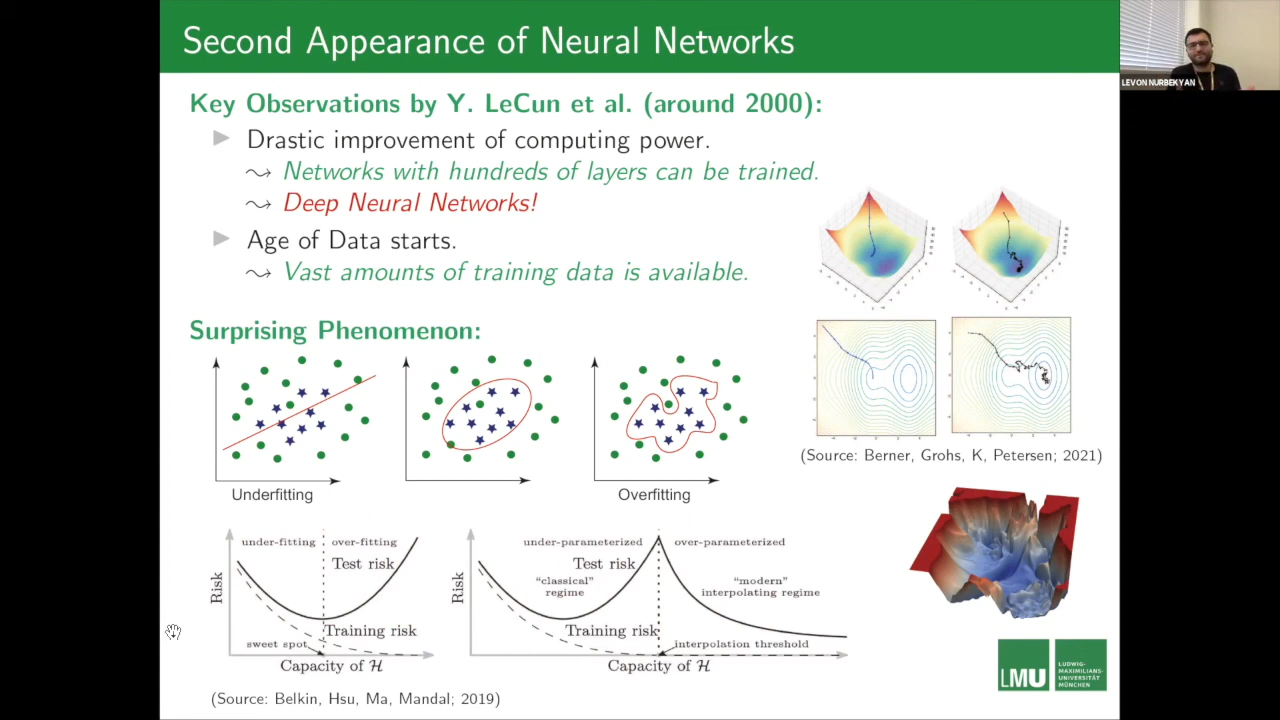 Second Appearance of Neural Networks
LEVON NURBEKYAN
Key Observations by Y. LeCun et al. (around 2000):
Drastic improvement of computing power.
⤳ Networks with hundreds of layers can be trained.
⤳ Deep Neural Networks!
Age of Data starts.
⤳ Vast amounts of training data is available.
Surprising Phenomenon:
Underfitting
Overfitting
(Source: Berner, Grohs, K, Petersen; 2021)
under-fitting
over-fitting
Test risk
Risk
Training risk
sweet spot
Capacity of ℋ
under-parameterized
over-parameterized
Test risk
"classical"
regime
"modern"
interpolating regime
Risk
Training risk
interpolation threshold
Capacity of ℋ
(Source: Belkin, Hsu, Ma, Mandal; 2019)
LMU
LUDWIG-
MAXIMILIANS-
UNIVERSITÄT
MÜNCHEN